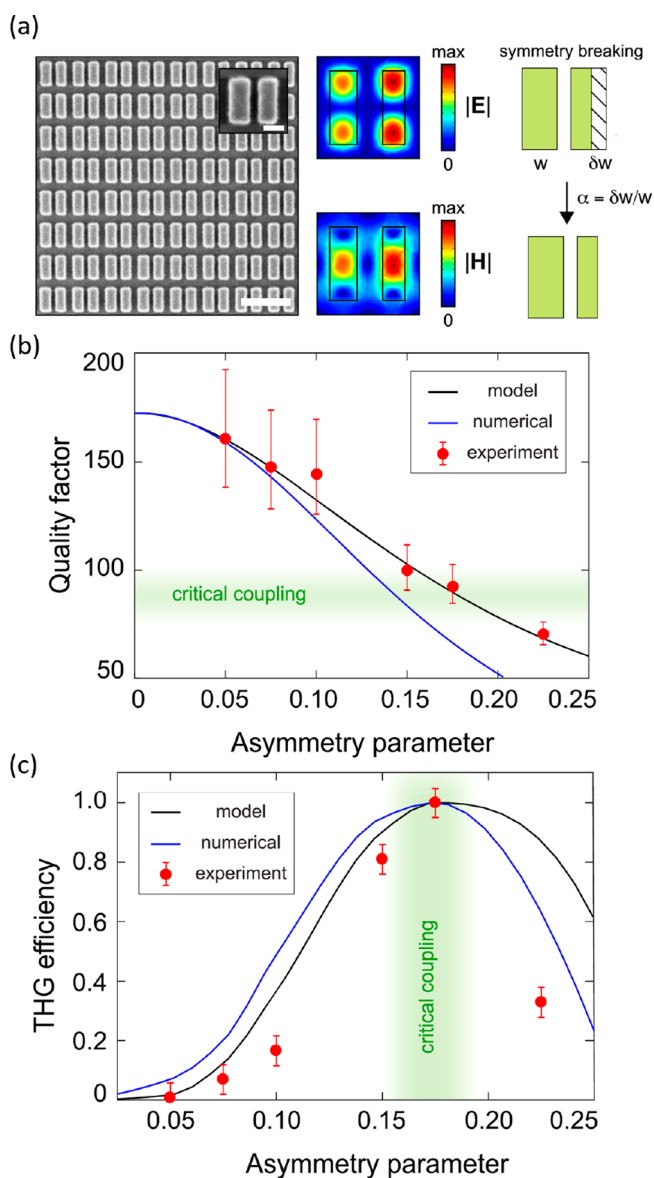 (a)
max
|E|
0
symmetry breaking
w
δw
α = δw/w
max
|H|
0
(b)
200
150
100
50
Quality factor
model
numerical
experiment
critical coupling
0
0.05
0.10
0.15
0.20
0.25
Asymmetry parameter
(c)
1.0
0.8
0.6
0.4
0.2
0
THG efficiency
model
numerical
experiment
critical coupling
0.05
0.10
0.15
0.20
0.25
Asymmetry parameter